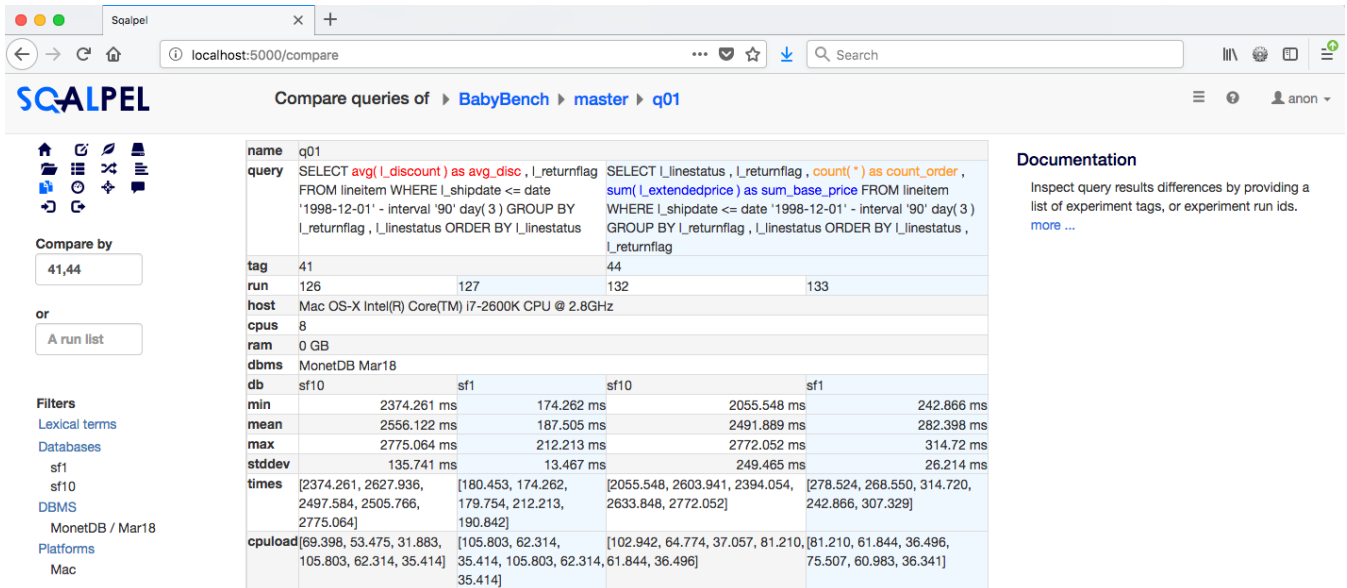 Sqalpel
localhost:5000/compare
Search
SQALPEL
Compare queries of BabyBench master q01
anon
Compare by
41,44
or
A run list
Filters
Lexical terms
Databases
sf1
sf10
DBMS
MonetDB / Mar18
Platforms
Mac
name q01
query SELECT avg( l_discount ) as avg_disc , l_returnflag SELECT l_linestatus , l_returnflag , count( * ) as count_order ,
FROM lineitem WHERE l_shipdate <= date sum( l_extendedprice ) as sum_base_price FROM lineitem
'1998-12-01' - interval '90' day( 3 ) GROUP BY WHERE l_shipdate <= date '1998-12-01' - interval '90' day( 3 )
l_returnflag , l_linestatus ORDER BY l_linestatus GROUP BY l_returnflag , l_linestatus ORDER BY l_linestatus ,
l_returnflag
tag 41 44
run 126 127 132 133
host Mac OS-X Intel(R) Core(TM) i7-2600K CPU @ 2.8GHz
cpus 8
ram 0 GB
dbms MonetDB Mar18
db sf10 sf1 sf10 sf1
min 2374.261 ms 174.262 ms 2055.548 ms 242.866 ms
mean 2556.122 ms 187.505 ms 2491.889 ms 282.398 ms
max 2775.064 ms 212.213 ms 2772.052 ms 314.72 ms
stddev 135.741 ms 13.467 ms 249.465 ms 26.214 ms
times [2374.261, 2627.936, [180.453, 174.262, [2055.548, 2603.941, 2394.054, [278.524, 268.550, 314.720,
2497.584, 2505.766, 179.754, 212.213, 2633.848, 2772.052] 242.866, 307.329]
2775.064] 190.842]
cpuload [69.398, 53.475, 31.883, [105.803, 62.314, [102.942, 64.774, 37.057, 81.210, [81.210, 61.844, 36.496,
105.803, 62.314, 35.414] 35.414, 105.803, 62.314, 61.844, 36.496] 75.507, 60.983, 36.341]
35.414]
Documentation
Inspect query results differences by providing a
list of experiment tags, or experiment run ids.
more ...